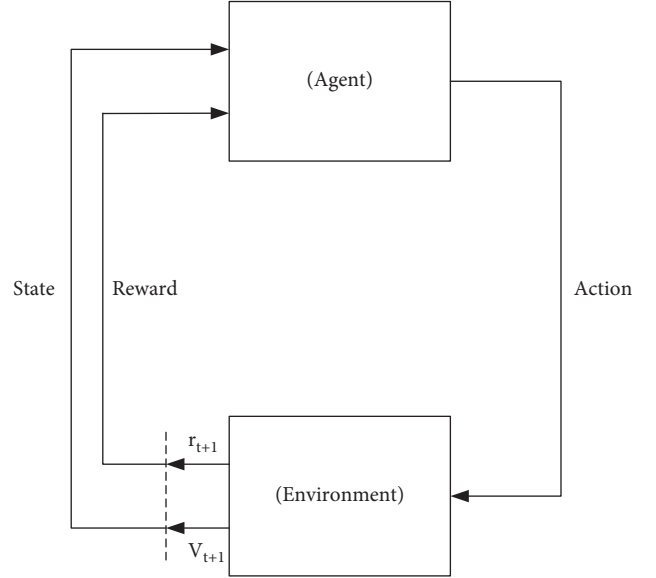 (Agent)
State
Reward
Action
r_{t+1}
(Environment)
V_{t+1}